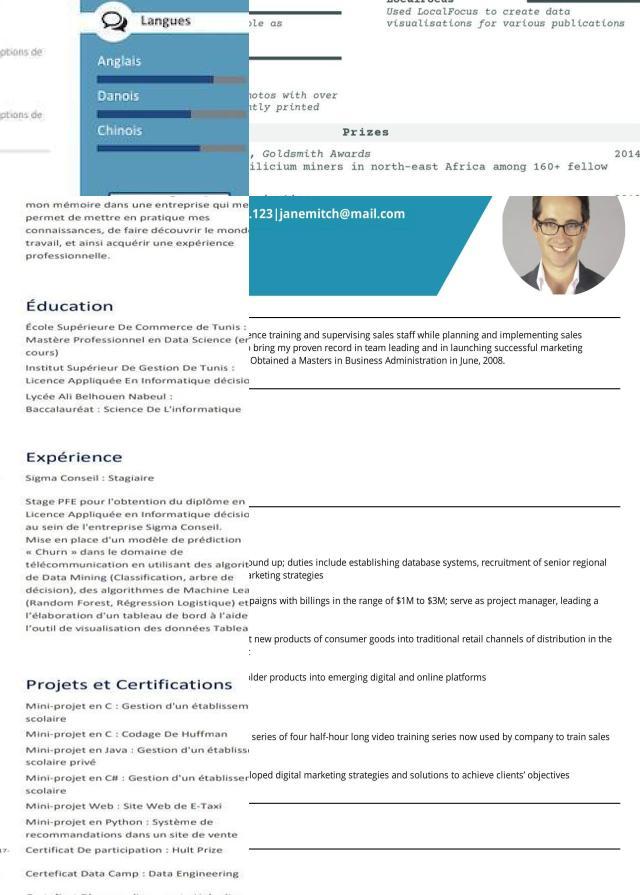 Langues
ptions de
Anglais
Danois
ptions de
Chinois
ble as
LocalFocus
Used LocalFocus to create data
visualisations for various publications
hotos with over
ntly printed
Prizes
, Goldsmith Awards 2014
ilicium miners in north-east Africa among 160+ fellow
mon mémoire dans une entreprise qui me
permet de mettre en pratique mes
connaissances, de faire découvrir le mond
travail, et ainsi acquérir une expérience
professionnelle.
Éducation
École Supérieure De Commerce de Tunis :
Mastère Professionnel en Data Science (en
cours)
Institut Supérieur De Gestion De Tunis :
Licence Appliquée En Informatique décisio
Lycée Ali Belhouen Nabeul :
Baccalauréat : Science De L'informatique
Expérience
Sigma Conseil : Stagiaire
Stage PFE pour l'obtention du diplôme en
Licence Appliquée en Informatique décisio
au sein de l'entreprise Sigma Conseil.
Mise en place d'un modèle de prédiction
« Churn » dans le domaine de
télécommunication en utilisant des algorit
de Data Mining (Classification, arbre de
décision), des algorithmes de Machine Lea
(Random Forest, Régression Logistique) et
l'élaboration d'un tableau de bord à l'aide
l'outil de visualisation des données Tablea
Projets et Certifications
Mini-projet en C : Gestion d'un établissem
scolaire
Mini-projet en C : Codage De Huffman
Mini-projet en Java : Gestion d'un établisse
scolaire privé
Mini-projet en C# : Gestion d'un établisser
scolaire
Mini-projet Web : Site Web de E-Taxi
Mini-projet en Python : Système de
recommandations dans un site de vente
17-
Certificat De participation : Hult Prize
Certeficat Data Camp : Data Engineering
.123|janemitch@mail.com
ence training and supervising sales staff while planning and implementing sales
bring my proven record in team leading and in launching successful marketing
Obtained a Masters in Business Administration in June, 2008.
ound up; duties include establishing database systems, recruitment of senior regional
arketing strategies
paigns with billings in the range of $1M to $3M; serve as project manager, leading a
t new products of consumer goods into traditional retail channels of distribution in the
:
older products into emerging digital and online platforms
series of four half-hour long video training series now used by company to train sales
loped digital marketing strategies and solutions to achieve clients' objectives